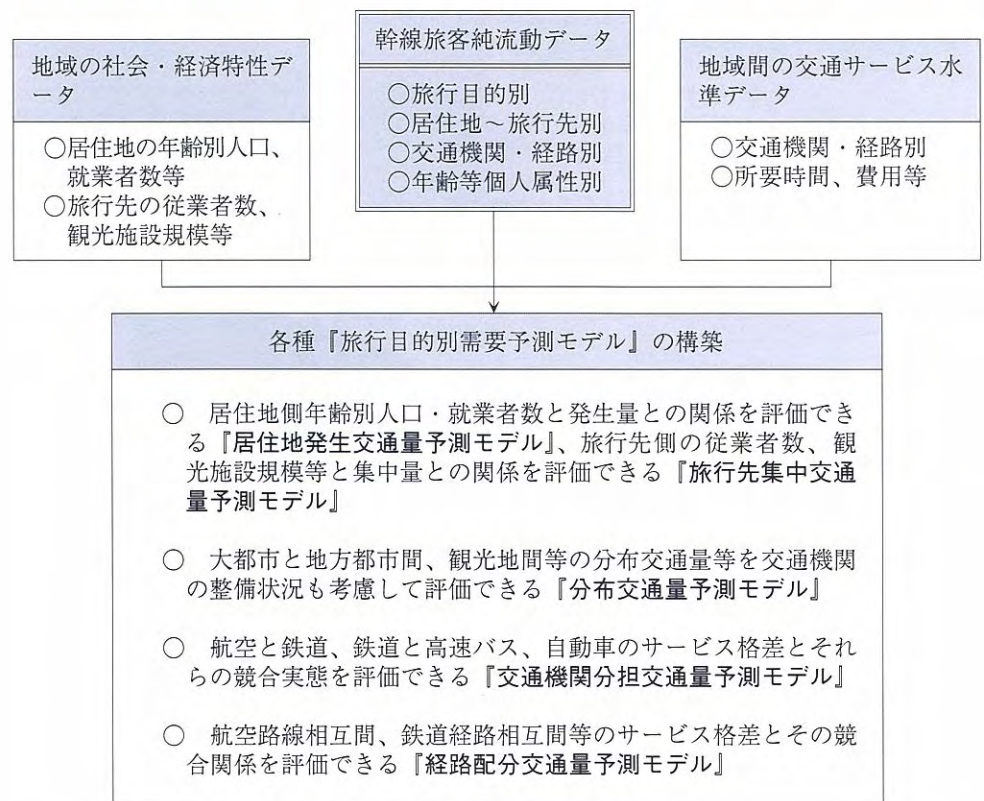 地域の社会・経済特性デ
ータ
○居住地の年齢別人口、
就業者数等
○旅行先の従業者数、
観光施設規模等
幹線旅客純流動データ
○旅行目的別
○居住地～旅行先別
○交通機関・経路別
○年齢等個人属性別
地域間の交通サービス水
準データ
○交通機関・経路別
○所要時間、費用等
各種『旅行目的別需要予測モデル』の構築
○ 居住地側年齢別人口・就業者数と発生量との関係を評価でき
る『居住地発生交通量予測モデル』、旅行先側の従業者数、観
光施設規模等と集中量との関係を評価できる『旅行先集中交通
量予測モデル』
○ 大都市と地方都市間、観光地間等の分布交通量等を交通機関
の整備状況も考慮して評価できる『分布交通量予測モデル』
○ 航空と鉄道、鉄道と高速バス、自動車のサービス格差とそれ
らの競合実態を評価できる『交通機関分担交通量予測モデル』
○ 航空路線相互間、鉄道経路相互間等のサービス格差とその競
合関係を評価できる『経路配分交通量予測モデル』